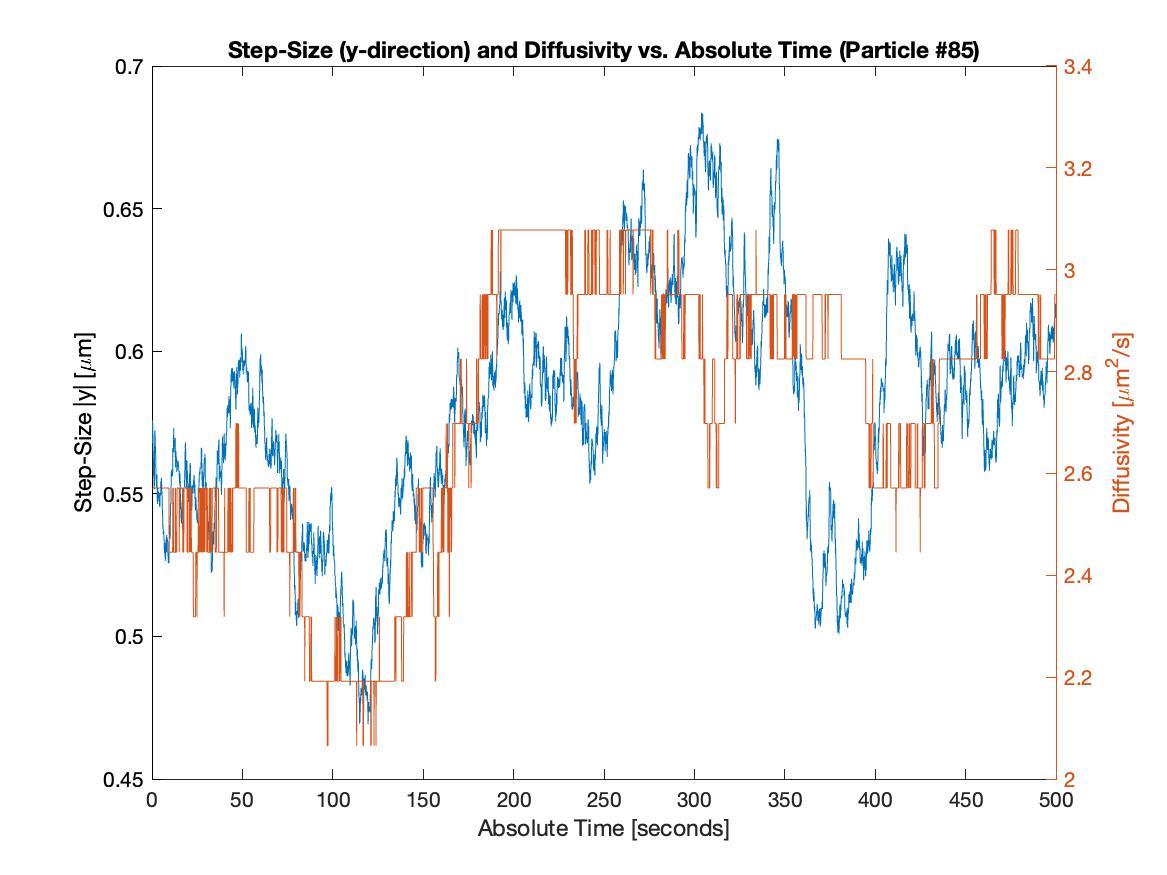 Step-Size (y-direction) and Diffusivity vs. Absolute Time (Particle #85)
0.7
0.65
0.6
0.55
0.5
0.45
Step-Size |y| [μm]
3.4
3.2
3
2.8
2.6
2.4
2.2
2
Diffusivity [μm²/s]
0 50 100 150 200 250 300 350 400 450 500
Absolute Time [seconds]